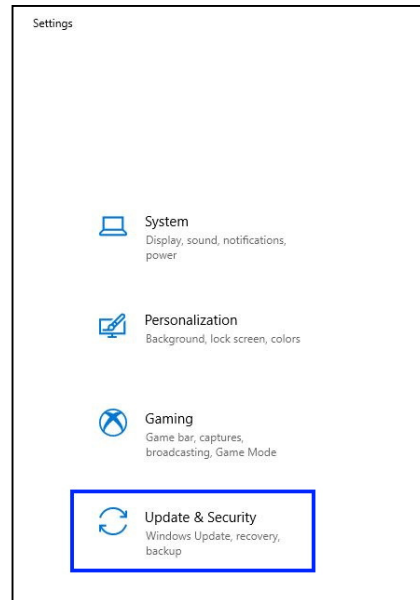 Settings
System
Display, sound, notifications,
power
Personalization
Background, lock screen, colors
Gaming
Game bar, captures,
broadcasting, Game Mode
Update & Security
Windows Update, recovery,
backup